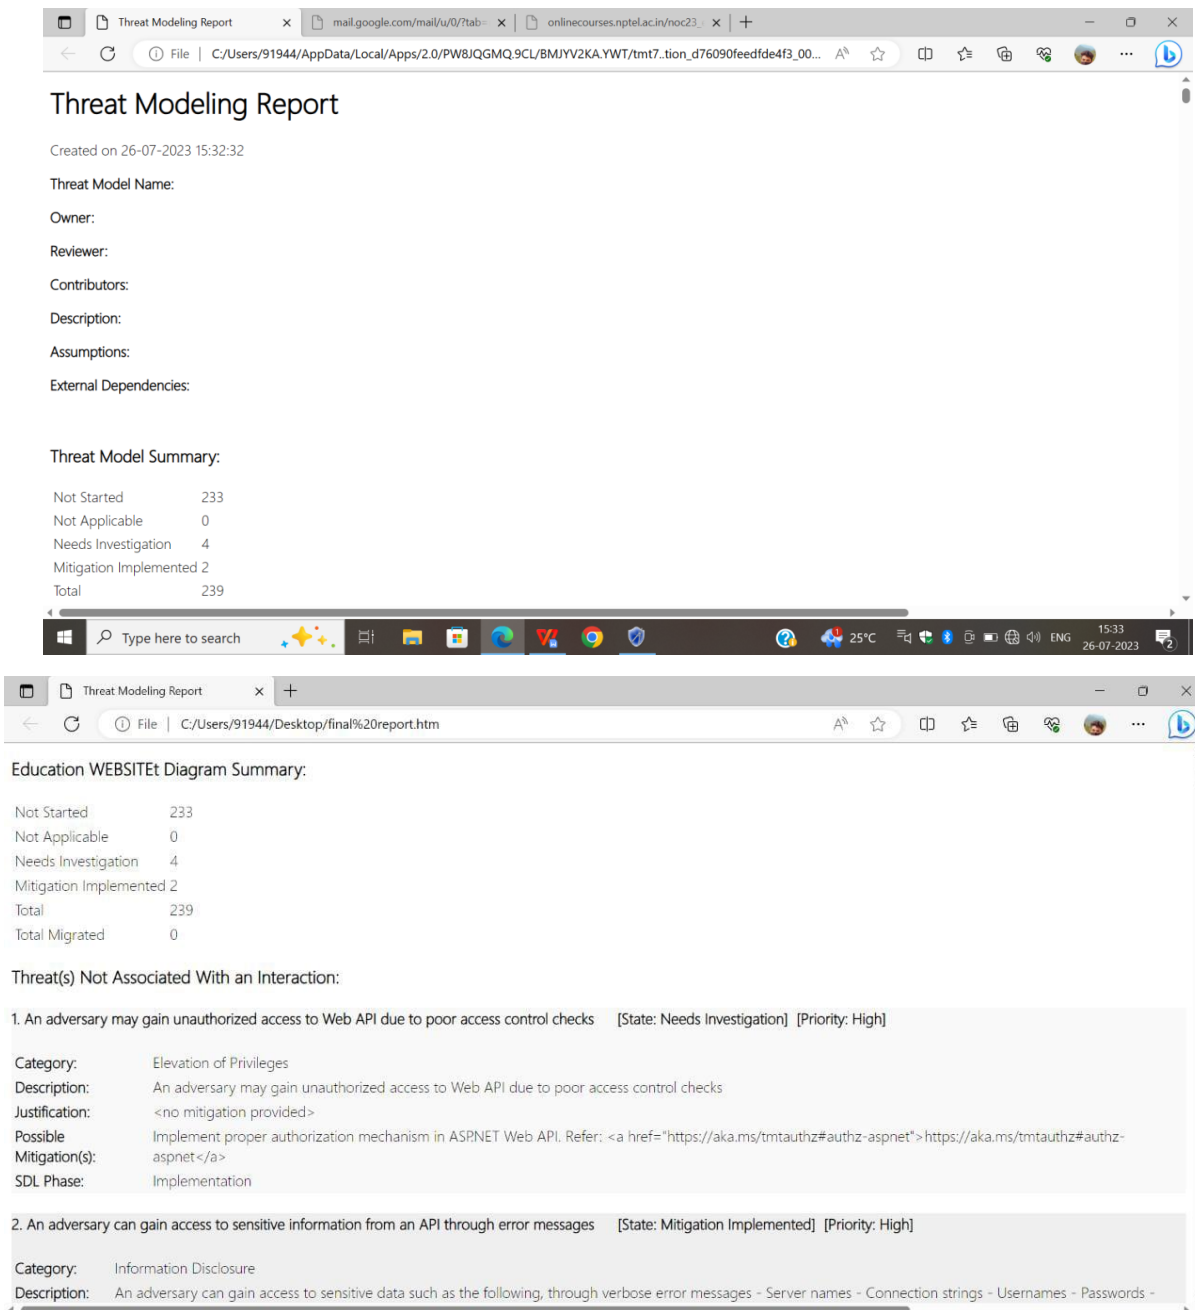 Threat Modeling Report
mail.google.com/mail/u/0/?tab=
onlinecourses.nptel.ac.in/noc23_
File | C:/Users/91944/AppData/Local/Apps/2.0/PW8JQGMQ.9CL/BMJYV2KA.YWT/tmt7..tion_d76090feedfde4f3_00...
Threat Modeling Report
Created on 26-07-2023 15:32:32
Threat Model Name:
Owner:
Reviewer:
Contributors:
Description:
Assumptions:
External Dependencies:
Threat Model Summary:
Not Started 233
Not Applicable 0
Needs Investigation 4
Mitigation Implemented 2
Total 239
Type here to search
25°C ENG 15:33
26-07-2023
Threat Modeling Report
File | C:/Users/91944/Desktop/final%20report.htm
Education WEBSITEt Diagram Summary:
Not Started 233
Not Applicable 0
Needs Investigation 4
Mitigation Implemented 2
Total 239
Total Migrated 0
Threat(s) Not Associated With an Interaction:
1. An adversary may gain unauthorized access to Web API due to poor access control checks [State: Needs Investigation] [Priority: High]
Category: Elevation of Privileges
Description: An adversary may gain unauthorized access to Web API due to poor access control checks
Justification: <no mitigation provided>
Possible Mitigation(s): Implement proper authorization mechanism in ASP.NET Web API. Refer: <a href="https://aka.ms/tmtauthz#authz-aspnet">https://aka.ms/tmtauthz#authz-
aspnet</a>
SDL Phase: Implementation
2. An adversary can gain access to sensitive information from an API through error messages [State: Mitigation Implemented] [Priority: High]
Category: Information Disclosure
Description: An adversary can gain access to sensitive data such as the following, through verbose error messages - Server names - Connection strings - Usernames - Passwords -